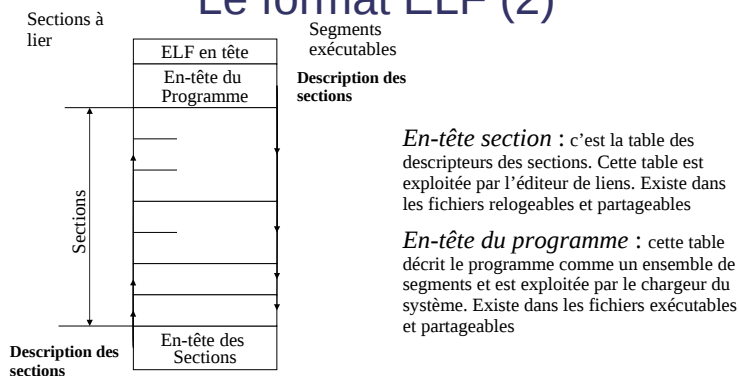 Le format ELF (2)
Sections à
lier
Segments
exécutables
ELF en tête
En-tête du
Programme
Description des
sections
Sections
En-tête des
Sections
Description des
sections
En-tête section : c’est la table des
descripteurs des sections. Cette table est
exploitée par l’éditeur de liens. Existe dans
les fichiers relogeables et partageables
En-tête du programme : cette table
décrit le programme comme un ensemble de
segments et est exploitée par le chargeur du
système. Existe dans les fichiers exécutables
et partageables